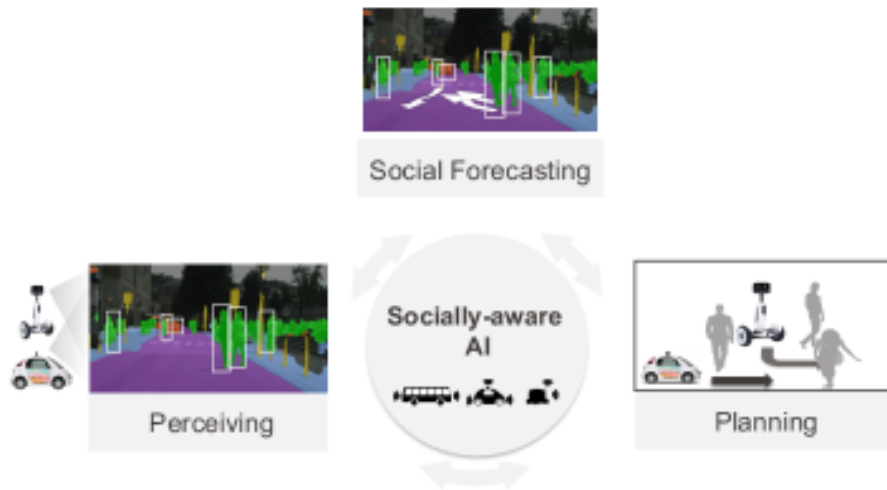 Social Forecasting
Socially-aware
AI
Perceiving
Planning